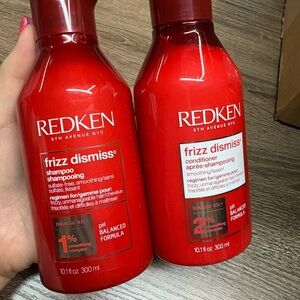 REDKEN
5TH AVENUE NYC
frizz dismiss
shampoo
shampooing
sulfate-free, smoothing/sans
sulfate, lissant
regimen for/gamme pour:
frizzy, unmanageable hair/cheveux
frisottés et difficiles à maîtriser
1%
pH
BALANCED
FORMULA
10.1 fl oz 300 ml
REDKEN
5TH AVENUE NYC
frizz dismiss
conditioner
après-shampooing
smoothing/lissant
regimen for/gamme pour:
frizzy, unmanageable
frisottés et difficiles à
2%
pH
BALANCED
FORMULA
10.1 fl oz 300 ml